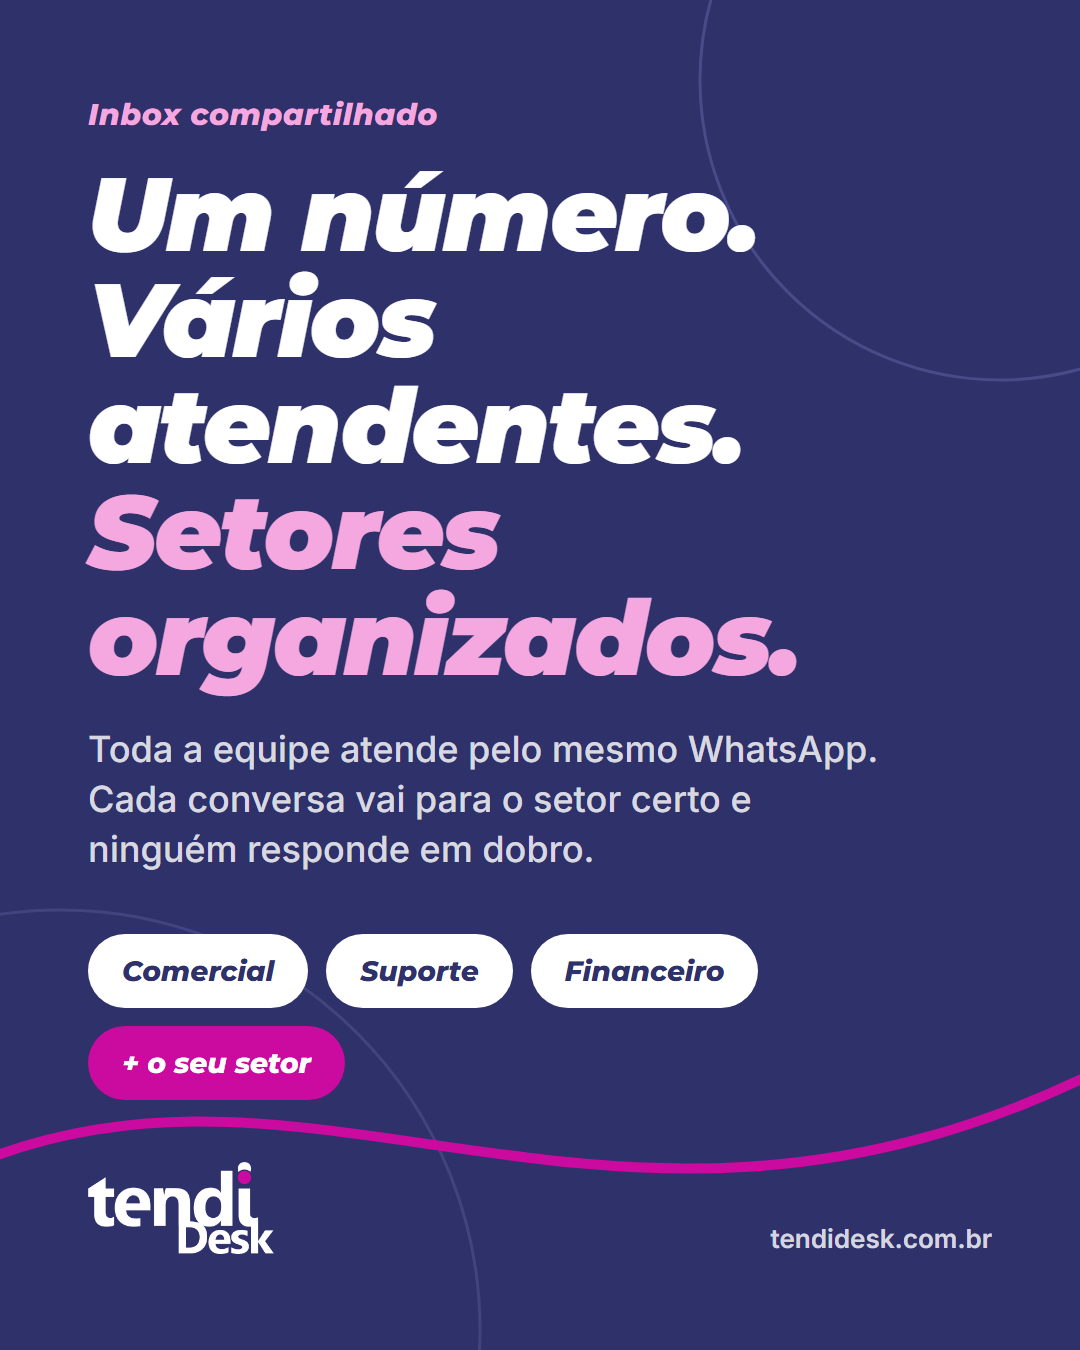 Inbox compartilhado
Um número.
Vários
atendentes.
Setores
organizados.
Toda a equipe atende pelo mesmo WhatsApp.
Cada conversa vai para o setor certo e
ninguém responde em dobro.
Comercial
Suporte
Financeiro
+ o seu setor
tendi
Desk
tendidesk.com.br